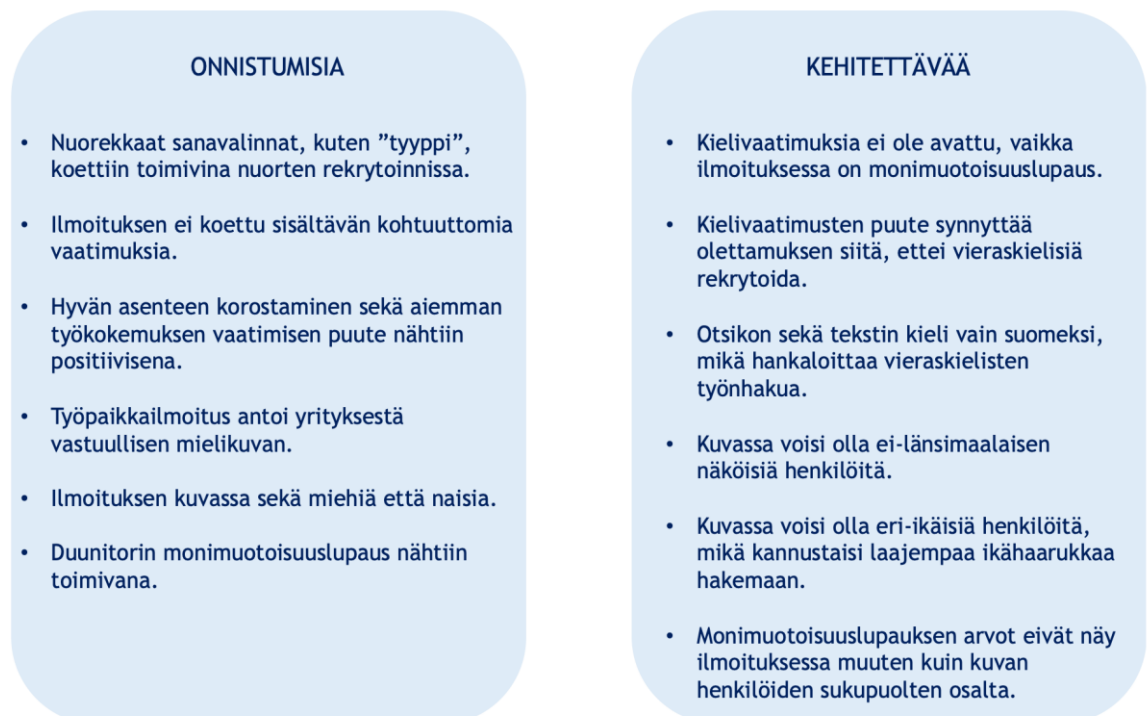 ONNISTUMISIA
• Nuorekkaat sanavalinnat, kuten ”tyyppi”,
koettiin toimivina nuorten rekrytoinnissa.
• Ilmoituksen ei koettu sisältävän kohtuuttomia
vaatimuksia.
• Hyvän asenteen korostaminen sekä aiemman
työkokemuksen vaatimisen puute nähtiin
positiivisena.
• Työpaikkailmoitus antoi yrityksestä
vastuullisen mielikuvan.
• Ilmoituksen kuvassa sekä miehiä että naisia.
• Duunitorin monimuotoisuuslupaus nähtiin
toimivana.
KEHITETTÄVÄÄ
• Kielivaatimuksia ei ole avattu, vaikka
ilmoituksessa on monimuotoisuuslupaus.
• Kielivaatimusten puute synnyttää
olettamuksen siitä, ettei vieraskielisiä
rekrytoida.
• Otsikon sekä tekstin kieli vain suomeksi,
mikä hankaloittaa vieraskielisten
työnhakua.
• Kuvassa voisi olla ei-länsimaalaisen
näköisiä henkilöitä.
• Kuvassa voisi olla eri-ikäisiä henkilöitä,
mikä kannustaisi laajempaa ikähaarukkaa
hakemaan.
• Monimuotoisuuslupauksen arvot eivät näy
ilmoituksessa muuten kuin kuvan
henkilöiden sukupuolten osalta.